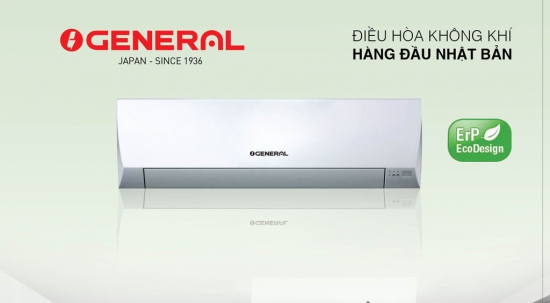 GENERAL
JAPAN - SINCE 1936
ĐIỀU HÒA KHÔNG KHÍ
HÀNG ĐẦU NHẬT BẢN
GENERAL
ErP
EcoDesign